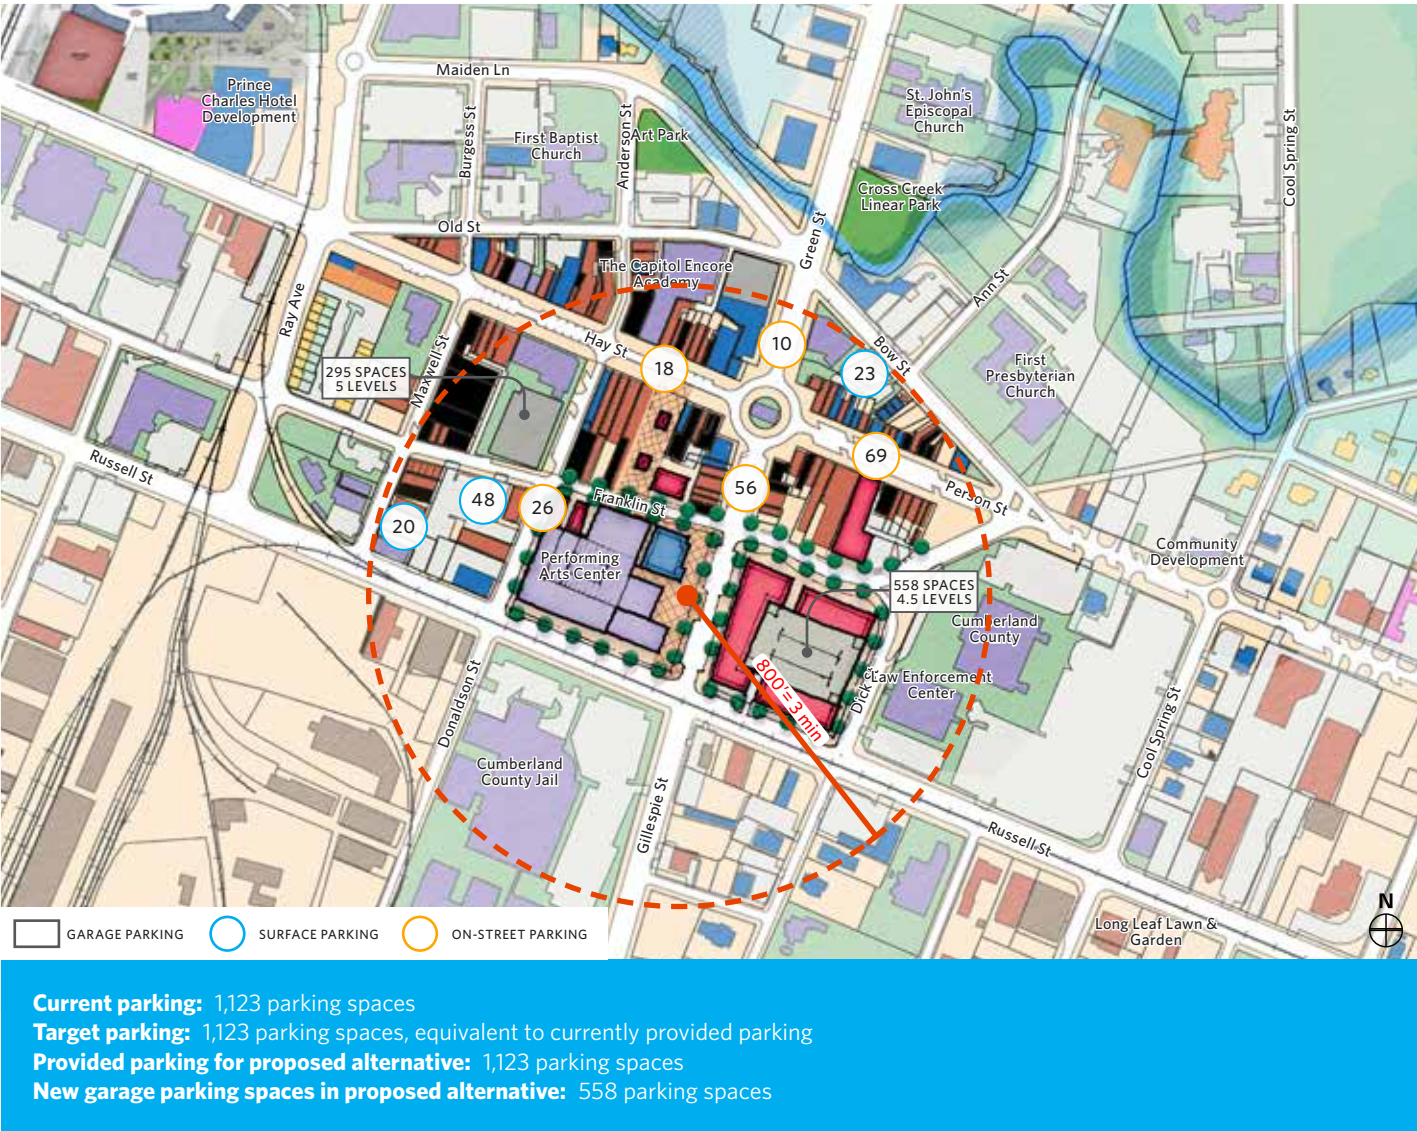 Prince
Charles Hotel
Development
Maiden Ln
Burgess St
First Baptist
Church
Anderson St
Art Park
St. John's
Episcopal
Church
Cross Creek
Linear Park
Cool Spring St
Old St
Green St
The Capitol Encore
Academy
Ann St
Ray Ave
Maxwell St
Hay St
Bow St
10
18
23
295 SPACES
5 LEVELS
First
Presbyterian
Church
Russell St
69
56
48
26
20
Franklin St
Person St
Performing
Arts Center
Community
Development
558 SPACES
4.5 LEVELS
Cumberland
County
800'= 3 min
Dick St
Law Enforcement
Center
Donaldson St
Cool Spring St
Cumberland
County Jail
Gillespie St
Russell St
Long Leaf Lawn &
Garden
N
GARAGE PARKING
SURFACE PARKING
ON-STREET PARKING
Current parking: 1,123 parking spaces
Target parking: 1,123 parking spaces, equivalent to currently provided parking
Provided parking for proposed alternative: 1,123 parking spaces
New garage parking spaces in proposed alternative: 558 parking spaces